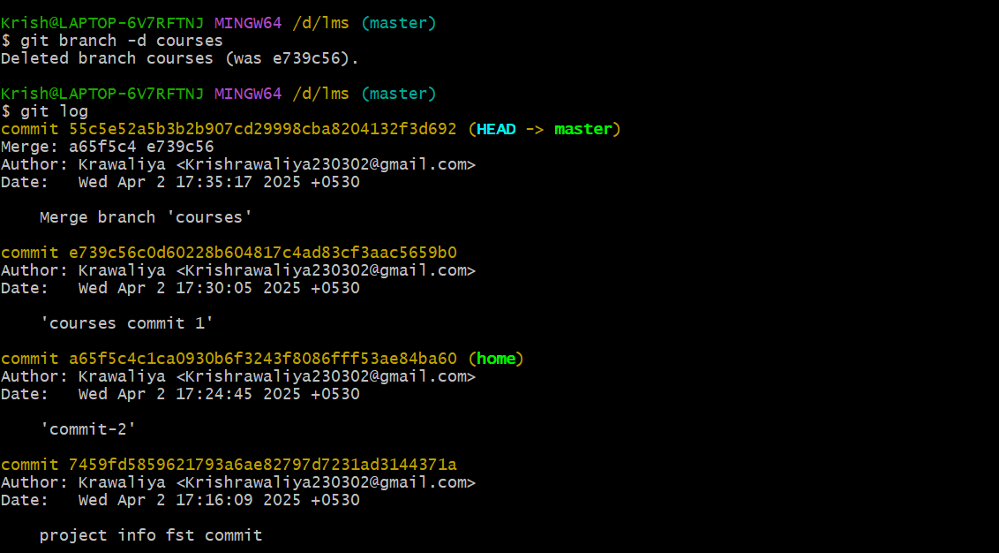 Krish@LAPTOP-6V7RFTNJ MINGW64 /d/lms (master)
$ git branch -d courses
Deleted branch courses (was e739c56).
Krish@LAPTOP-6V7RFTNJ MINGW64 /d/lms (master)
$ git log
commit 55c5e52a5b3b2b907cd29998cba8204132f3d692 (HEAD -> master)
Merge: a65f5c4 e739c56
Author: Krawaliya <Krishrawaliya230302@gmail.com>
Date:   Wed Apr 2 17:35:17 2025 +0530
    Merge branch 'courses'
commit e739c56c0d60228b604817c4ad83cf3aac5659b0
Author: Krawaliya <Krishrawaliya230302@gmail.com>
Date:   Wed Apr 2 17:30:05 2025 +0530
    'courses commit 1'
commit a65f5c4c1ca0930b6f3243f8086fff53ae84ba60 (home)
Author: Krawaliya <Krishrawaliya230302@gmail.com>
Date:   Wed Apr 2 17:24:45 2025 +0530
    'commit-2'
commit 7459fd5859621793a6ae82797d7231ad3144371a
Author: Krawaliya <Krishrawaliya230302@gmail.com>
Date:   Wed Apr 2 17:16:09 2025 +0530
    project info fst commit